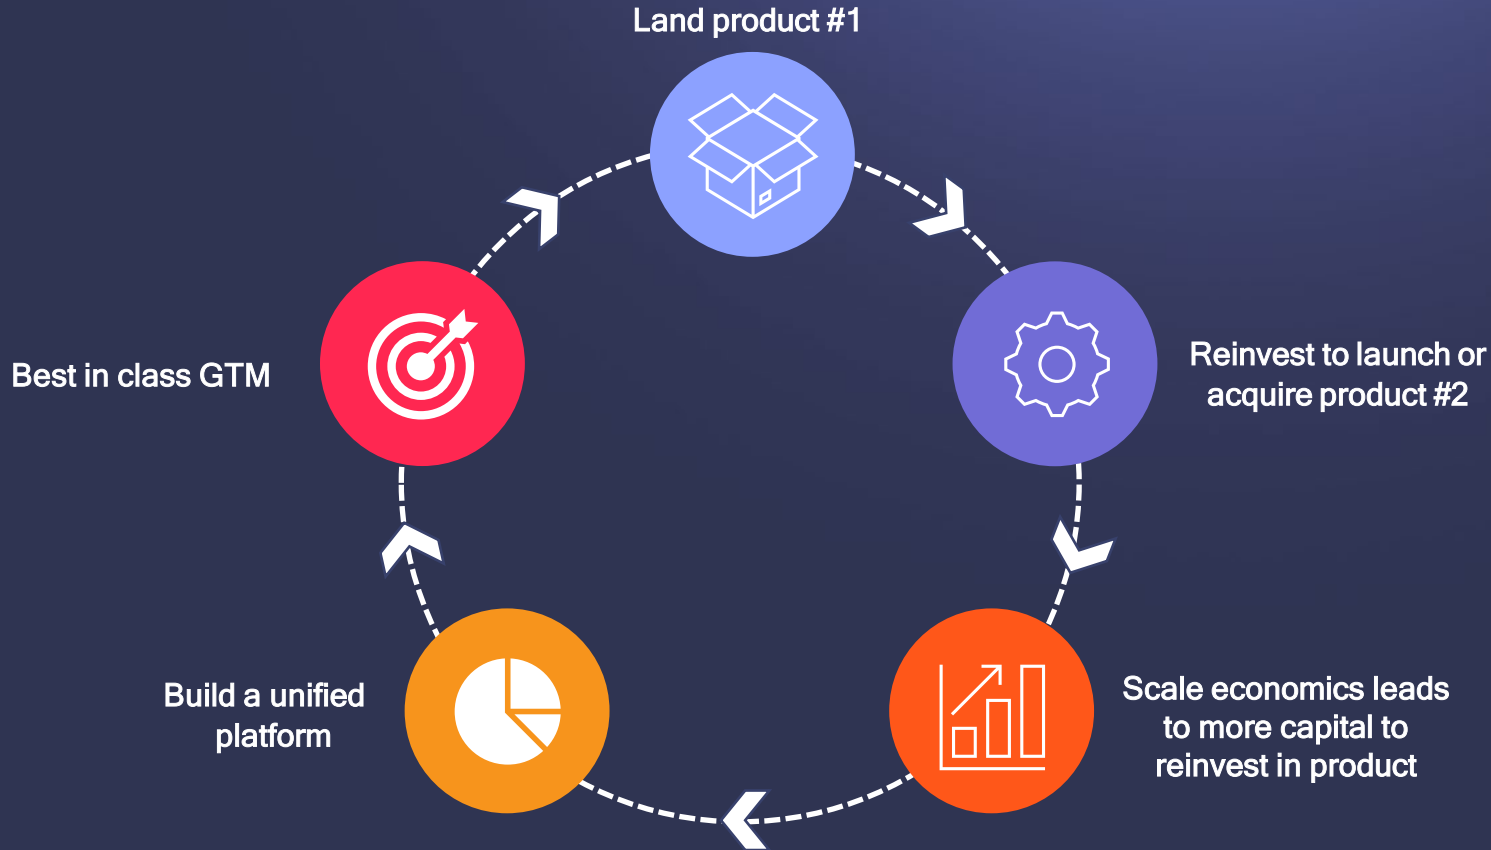 Land product #1
Reinvest to launch or
acquire product #2
Scale economics leads
to more capital to
reinvest in product
Build a unified
platform
Best in class GTM